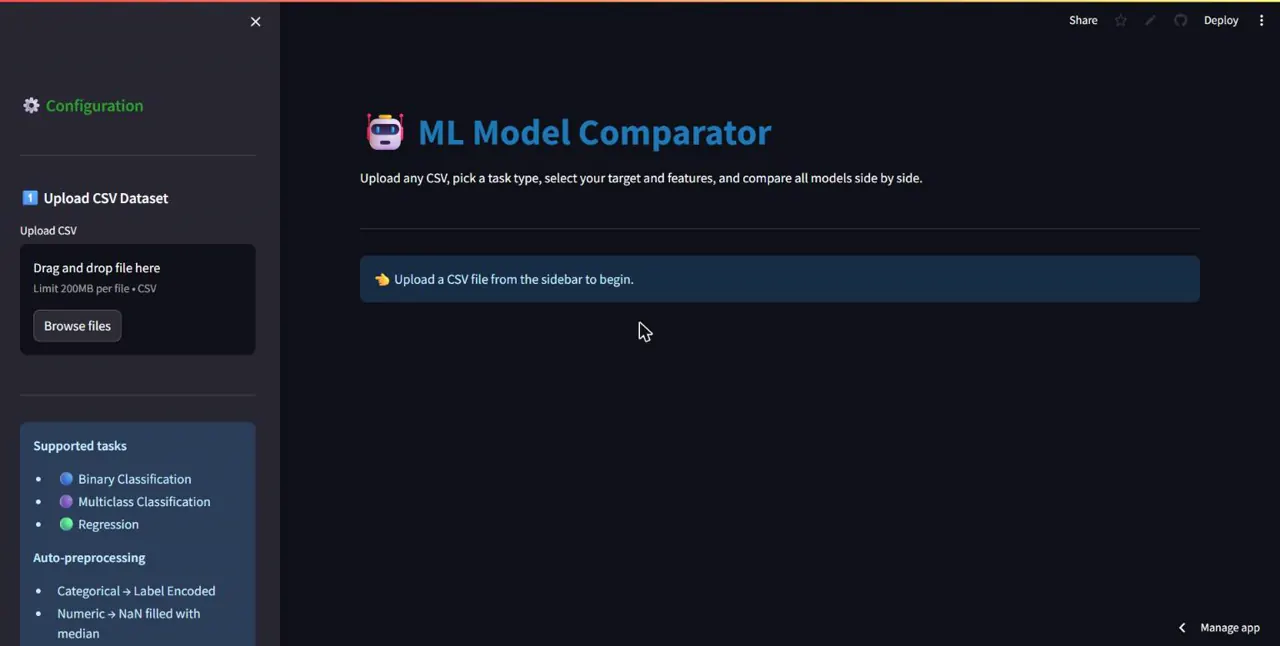 Share
Deploy
Configuration
1 Upload CSV Dataset
Upload CSV
Drag and drop file here
Limit 200MB per file • CSV
Browse files
Supported tasks
• Binary Classification
• Multiclass Classification
• Regression
Auto-preprocessing
• Categorical → Label Encoded
• Numeric → NaN filled with
median
ML Model Comparator
Upload any CSV, pick a task type, select your target and features, and compare all models side by side.
Upload a CSV file from the sidebar to begin.
Manage app